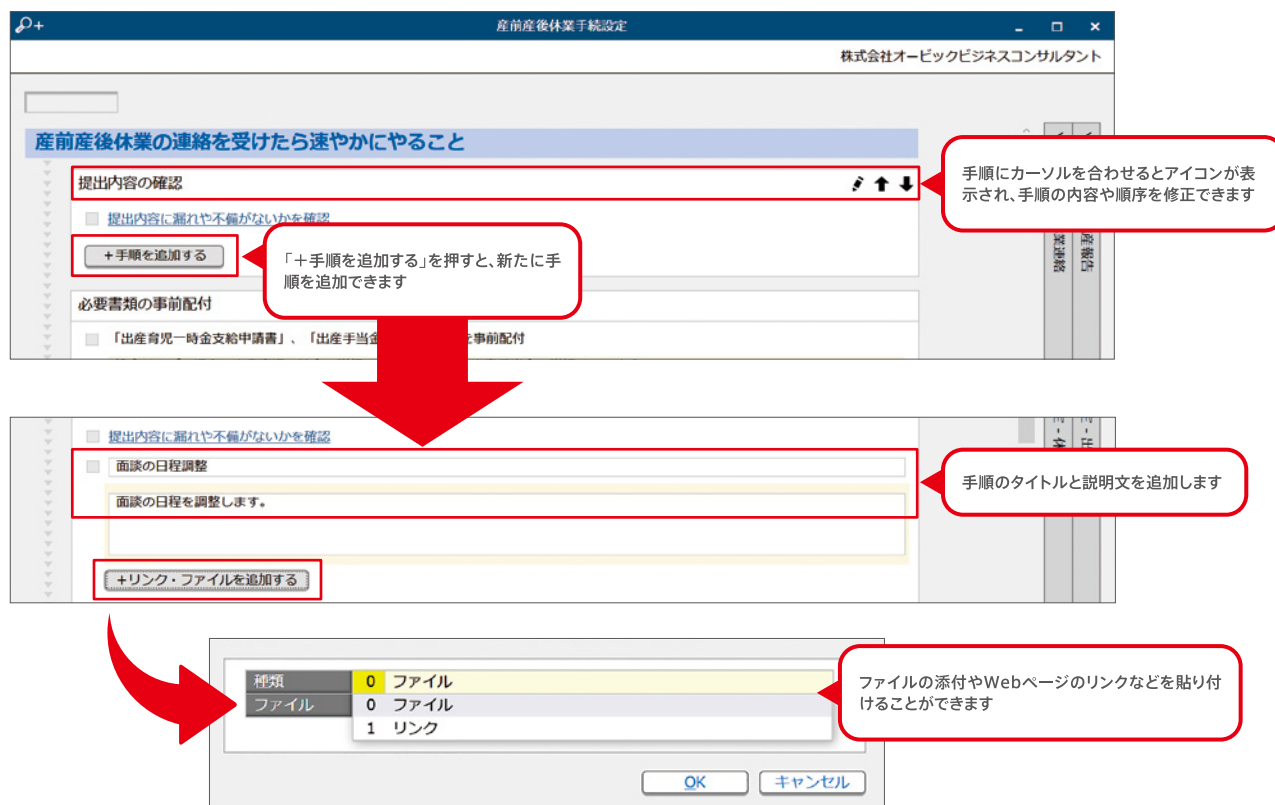 産前産後休業手続設定
株式会社オービックビジネスコンサルタント
産前産後休業の連絡を受けたら速やかにやること
提出内容の確認
手順にカーソルを合わせるとアイコンが表
示され、手順の内容や順序を修正できます
提出内容に漏れや不備がないかを確認
+手順を追加する
「＋手順を追加する」を押すと、新たに手
順を追加できます
業連絡
産報告
必要書類の事前配付
「出産育児一時金支給申請書」、「出産手当金
を事前配付
提出内容に漏れや不備がないかを確認
面談の日程調整
面談の日程を調整します。
手順のタイトルと説明文を追加します
- 休
- 出
+リンク・ファイルを追加する
種類 0 ファイル
ファイル 0 ファイル
1 リンク
ファイルの添付やWebページのリンクなどを貼り付
けることができます
OK キャンセル